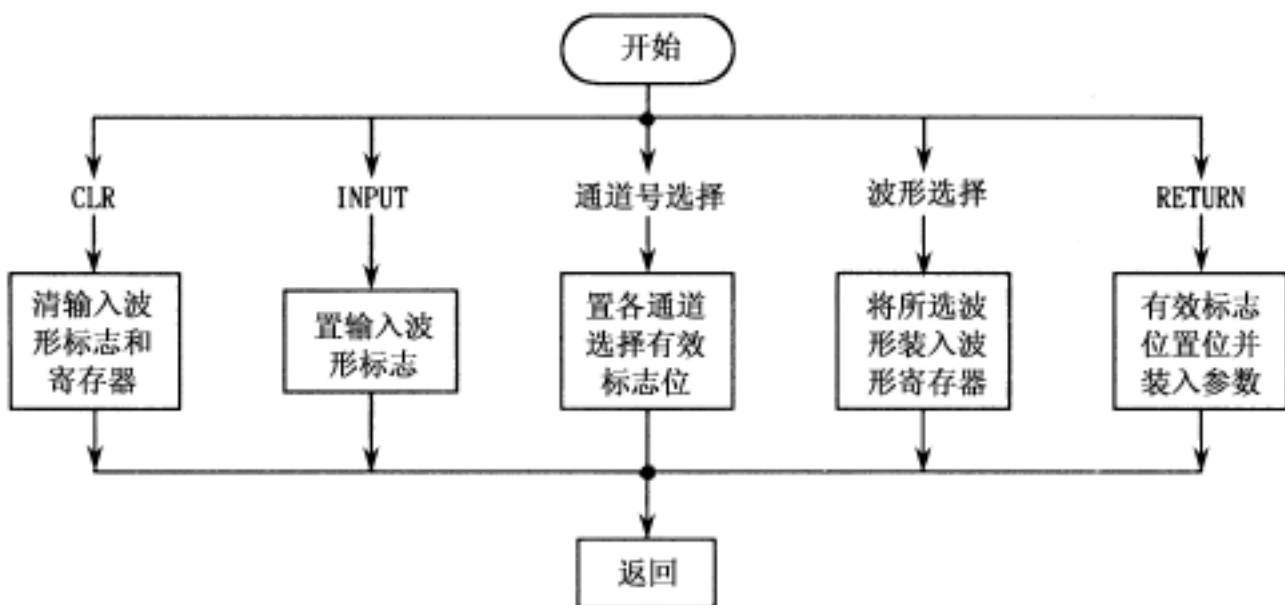 开始
CLR
INPUT
通道号选择
波形选择
RETURN
清输入波
形标志和
寄存器
置输入波
形标志
置各通道
选择有效
标志位
将所选波
形装入波
形寄存器
有效标志
位置位并
装入参数
返回